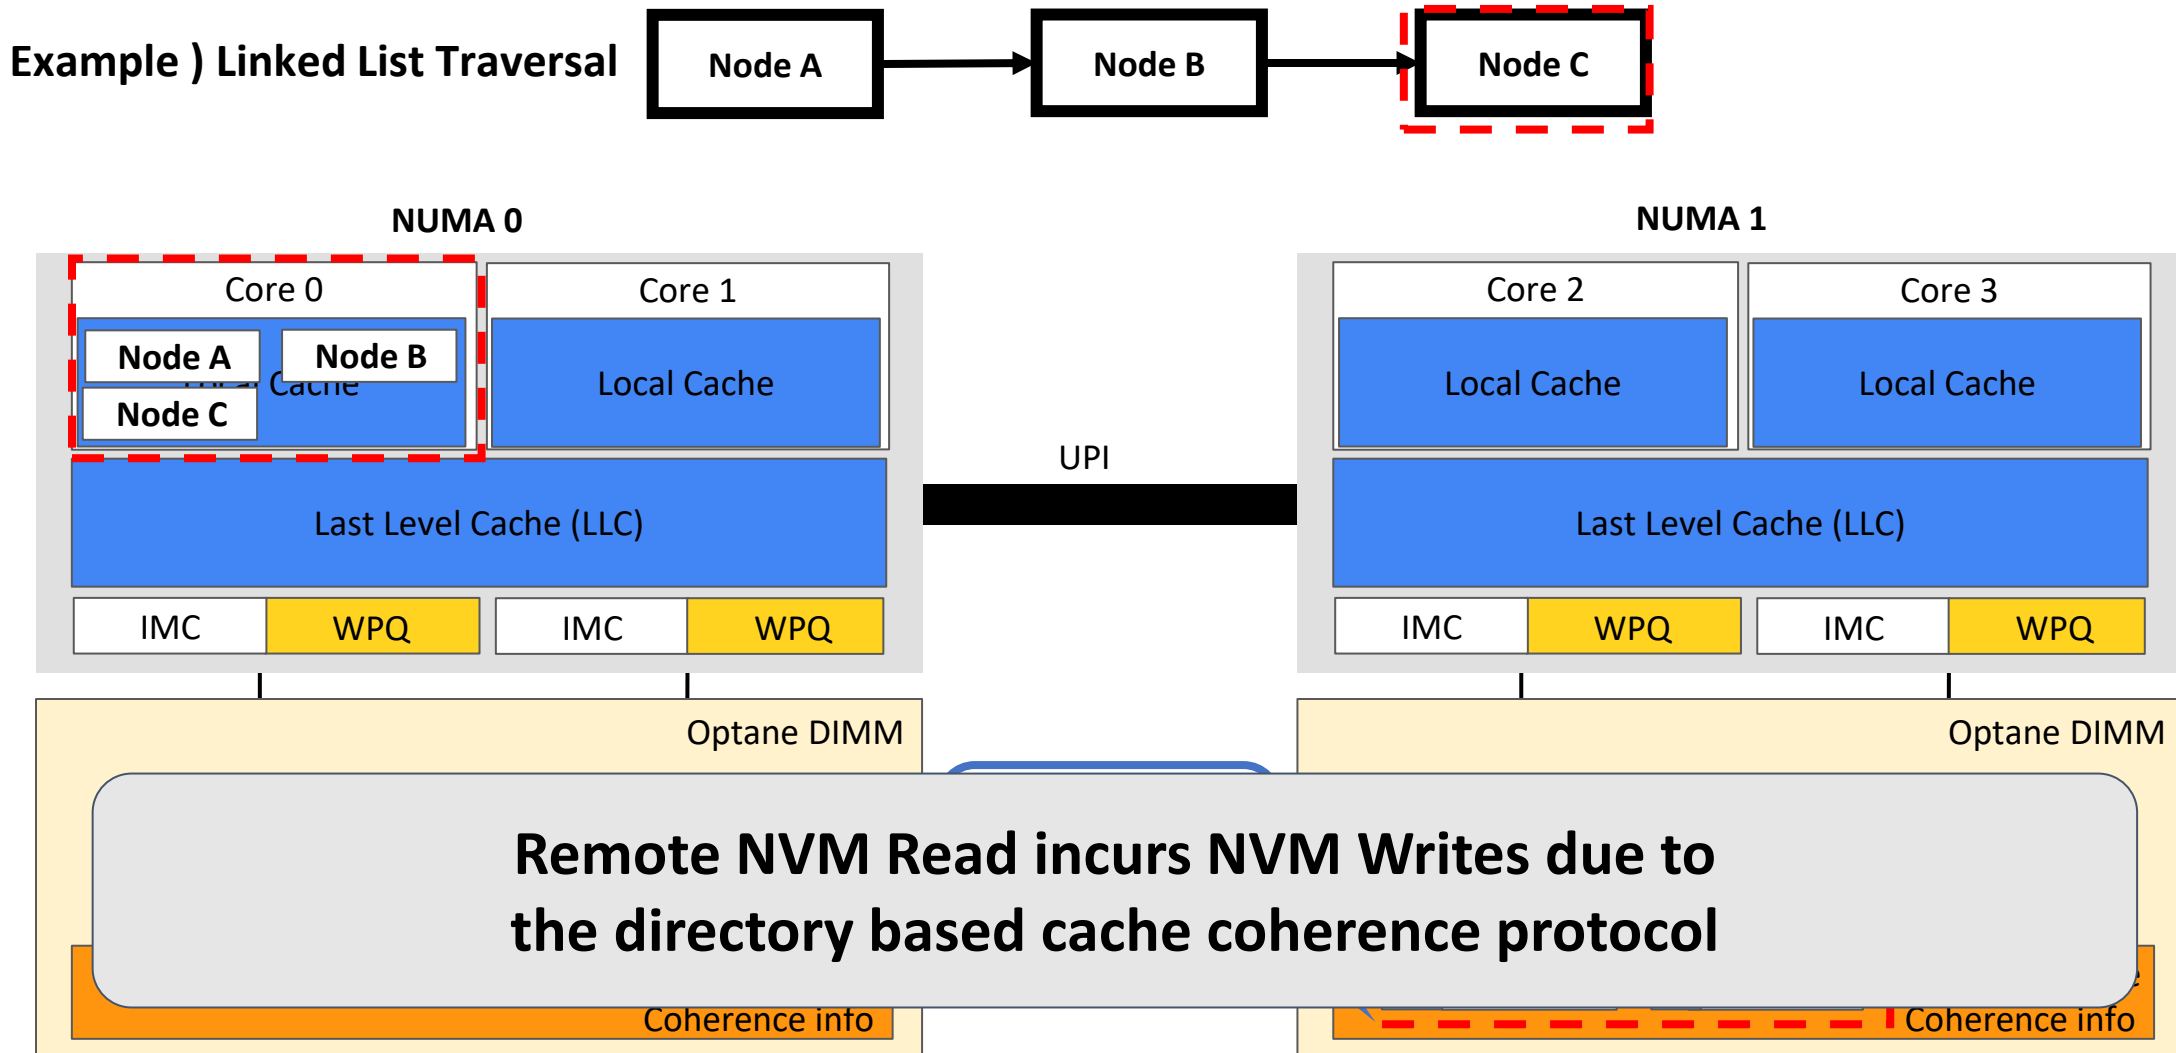 Example ) Linked List Traversal
Node A
Node B
Node C
NUMA 0
NUMA 1
Core 0
Core 1
Node A
Node B
Local Cache
Node C
Local Cache
Core 2
Core 3
Local Cache
Local Cache
UPI
Last Level Cache (LLC)
Last Level Cache (LLC)
IMC
WPQ
IMC
WPQ
IMC
WPQ
IMC
WPQ
Optane DIMM
Optane DIMM
Remote NVM Read incurs NVM Writes due to
the directory based cache coherence protocol
Coherence info
Coherence info